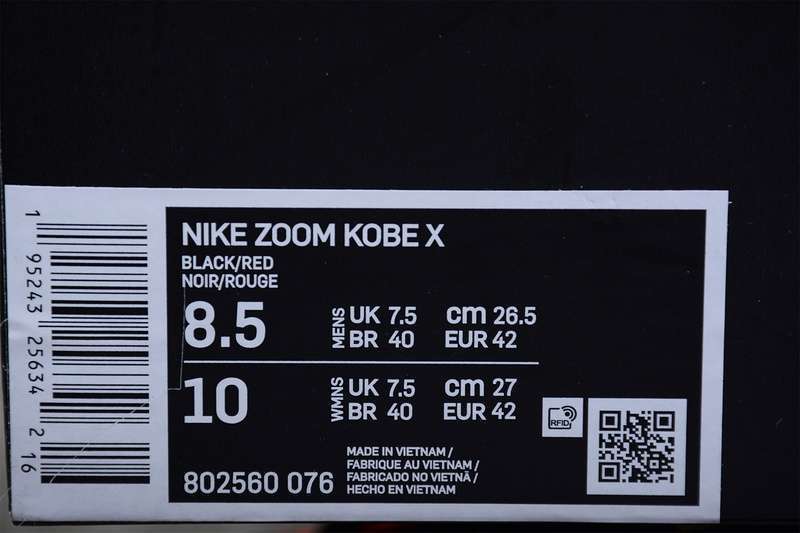 1 95243 25634 2 16
NIKE ZOOM KOBE X
BLACK/RED
NOIR/ROUGE
8.5
MENS
UK 7.5 cm 26.5
BR 40 EUR 42
10
WMNS
UK 7.5 cm 27
BR 40 EUR 42
RFID
802560 076
MADE IN VIETNAM /
FABRIQUE AU VIETNAM /
FABRICADO NO VIETNÃ /
HECHO EN VIETNAM